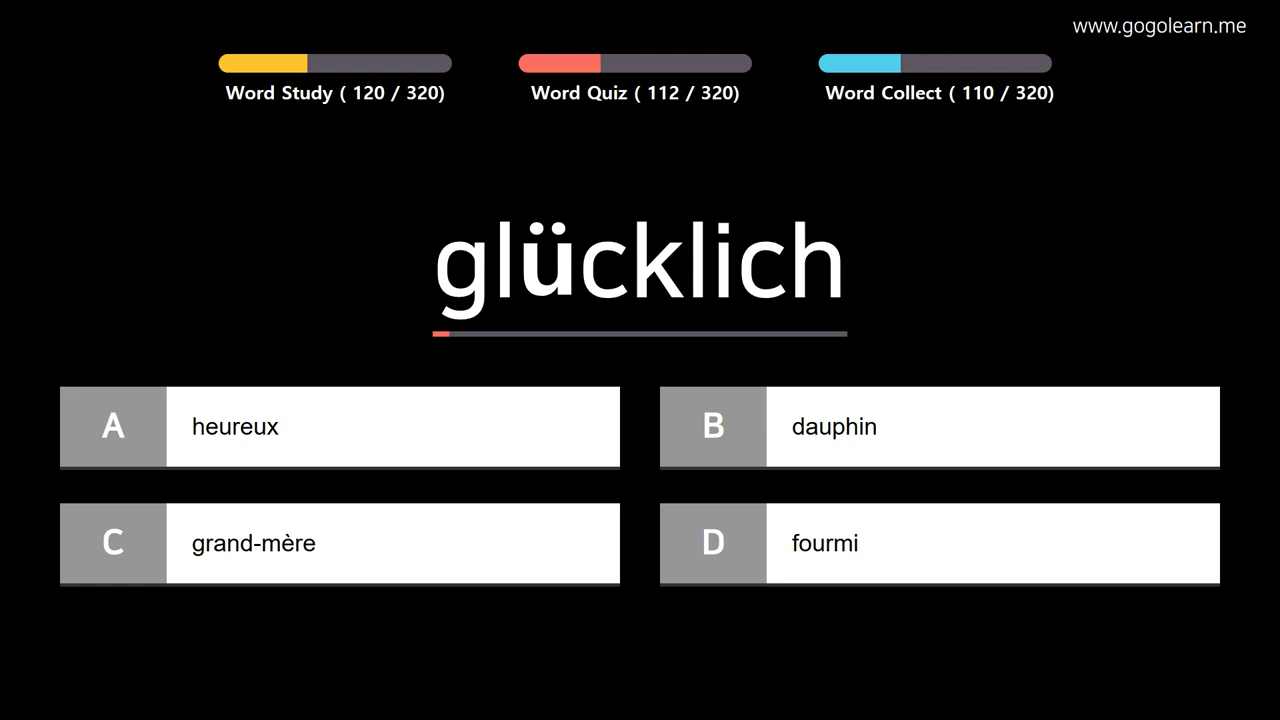 www.gogolearn.me
Word Study ( 120 / 320)
Word Quiz ( 112 / 320)
Word Collect ( 110 / 320)
glücklich
A
heureux
B
dauphin
C
grand-mère
D
fourmi